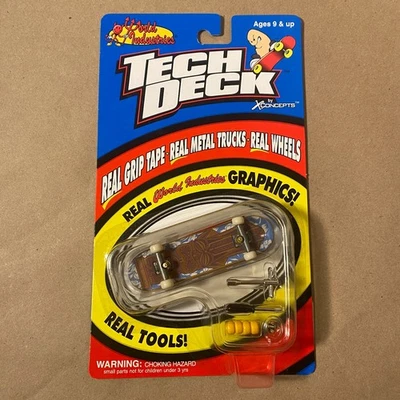 World Industries
Ages 9 & up
TECH
DECK
by
XCONCEPTS™
REAL GRIP TAPE · REAL METAL TRUCKS · REAL WHEELS
REAL World Industries GRAPHICS!
REAL TOOLS!
WARNING: CHOKING HAZARD
small parts not for children under 3 yrs